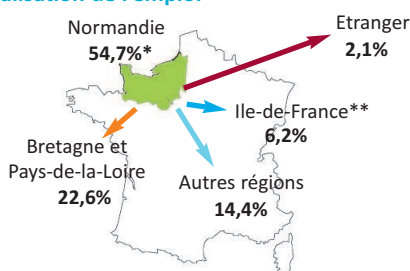 Normandie
54,7%*
Etranger
2,1%
Ile-de-France**
6,2%
Bretagne et
Pays-de-la-Loire
22,6%
Autres régions
14,4%